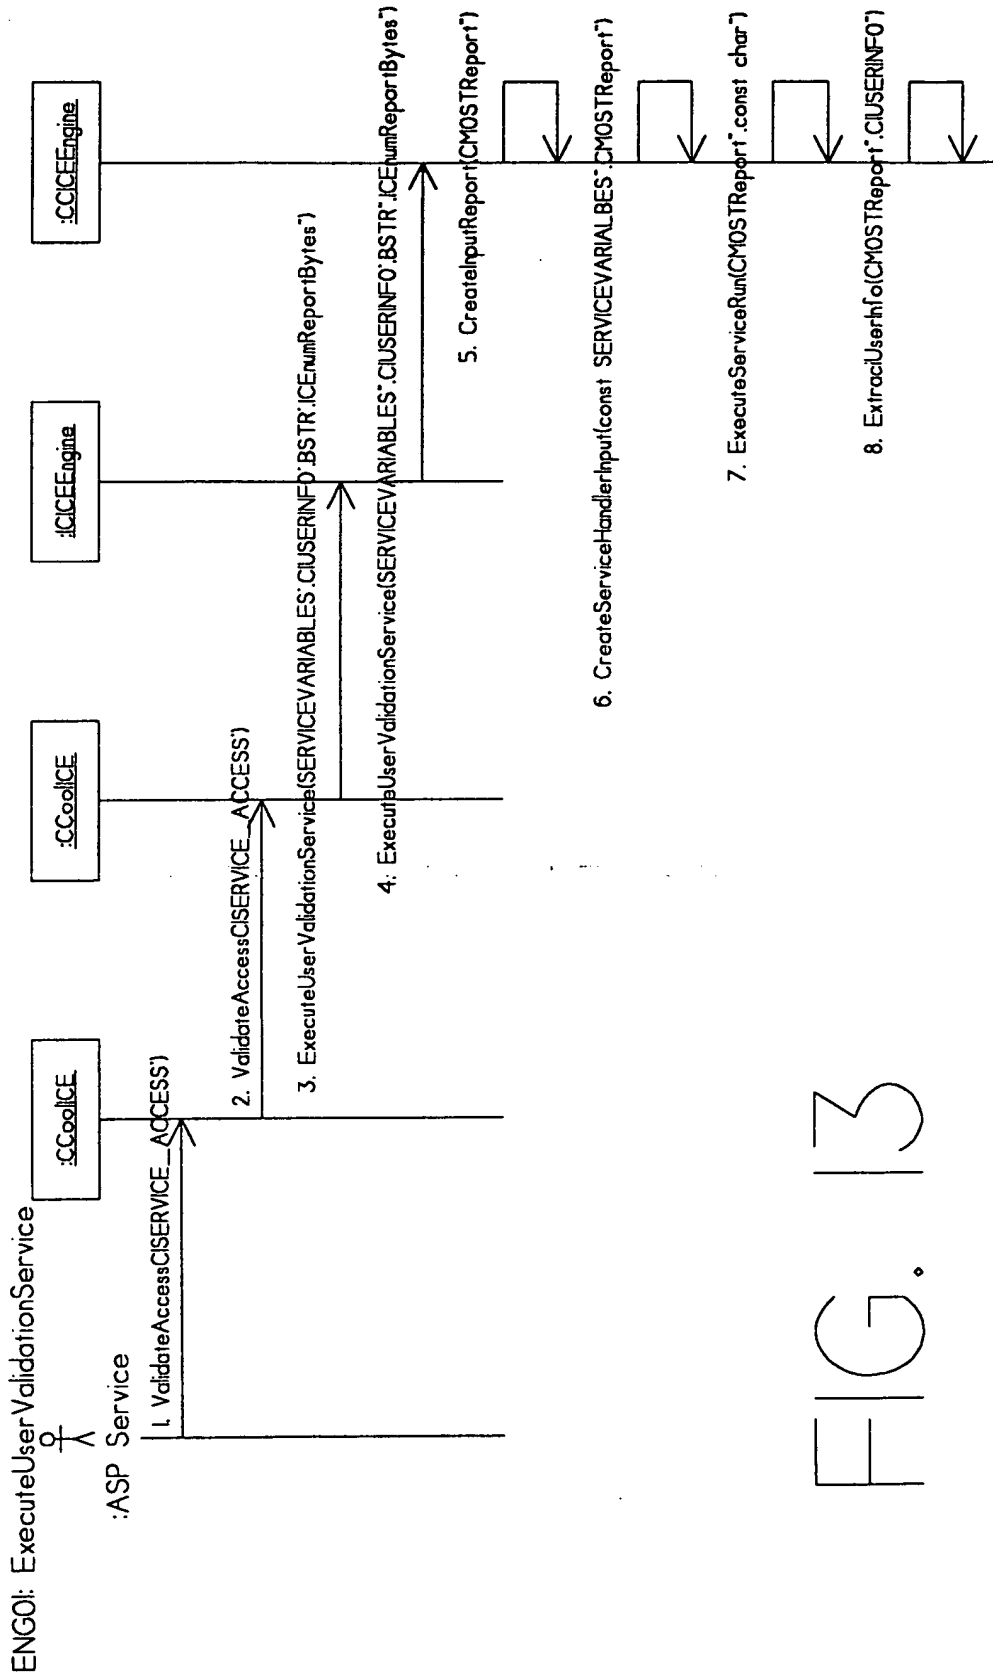 ENG01: ExecuteUserValidationService
:ASP Service
:CCoolICE
:CCoolICE
:ICICEEngine
:CCICEEngine
1. ValidateAccessCISERVICE_ACCESS*)
2. ValidateAccessCISERVICE_ACCESS*)
3. ExecuteUserValidationService(SERVICEVARIABLES*.CIUSERINFO*.BSTR*.ICEnumReportBytes*)
4: ExecuteUserValidationService(SERVICEVARIABLES*.CIUSERINFO*.BSTR*.ICEnumReportBytes*)
5. CreateInputReport(CMOSTReport*)
6. CreateServiceHandlerInput(const SERVICEVARIALBES*.CMOSTReport*)
7. ExecuteServiceRun(CMOSTReport*.const char*)
8. ExtraciUserInfo(CMOSTReport*.CIUSERINFO*)
FIG. 13